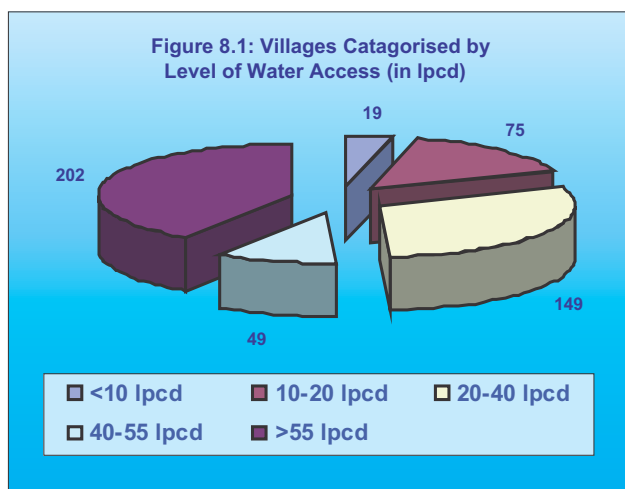 Figure 8.1: Villages Catagorised by
Level of Water Access (in lpcd)
19
75
202
149
49
<10 lpcd 10-20 lpcd 20-40 lpcd
40-55 lpcd >55 lpcd